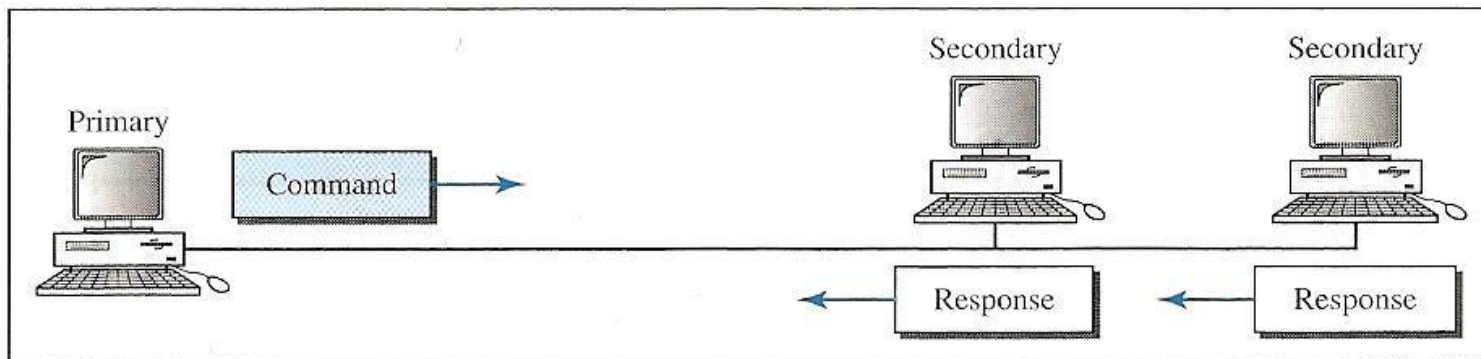 Secondary
Secondary
Primary
Command
Response
Response